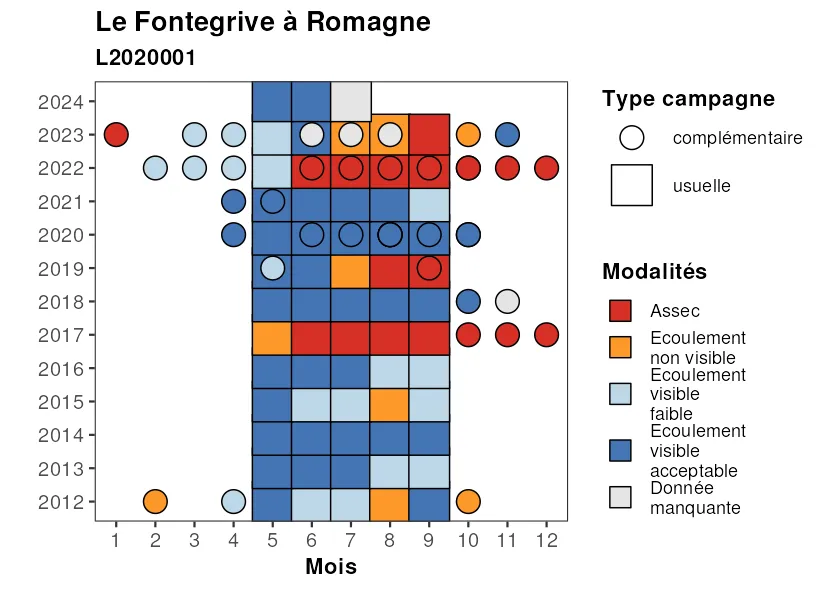 Le Fontegrive à Romagne
L2020001
2024
2023
2022
2021
2020
2019
2018
2017
2016
2015
2014
2013
2012
1 2 3 4 5 6 7 8 9 10 11 12
Mois
Type campagne
complémentaire
usuelle
Modalités
Assec
Ecoulement
non visible
Ecoulement
visible
faible
Ecoulement
visible
acceptable
Donnée
manquante